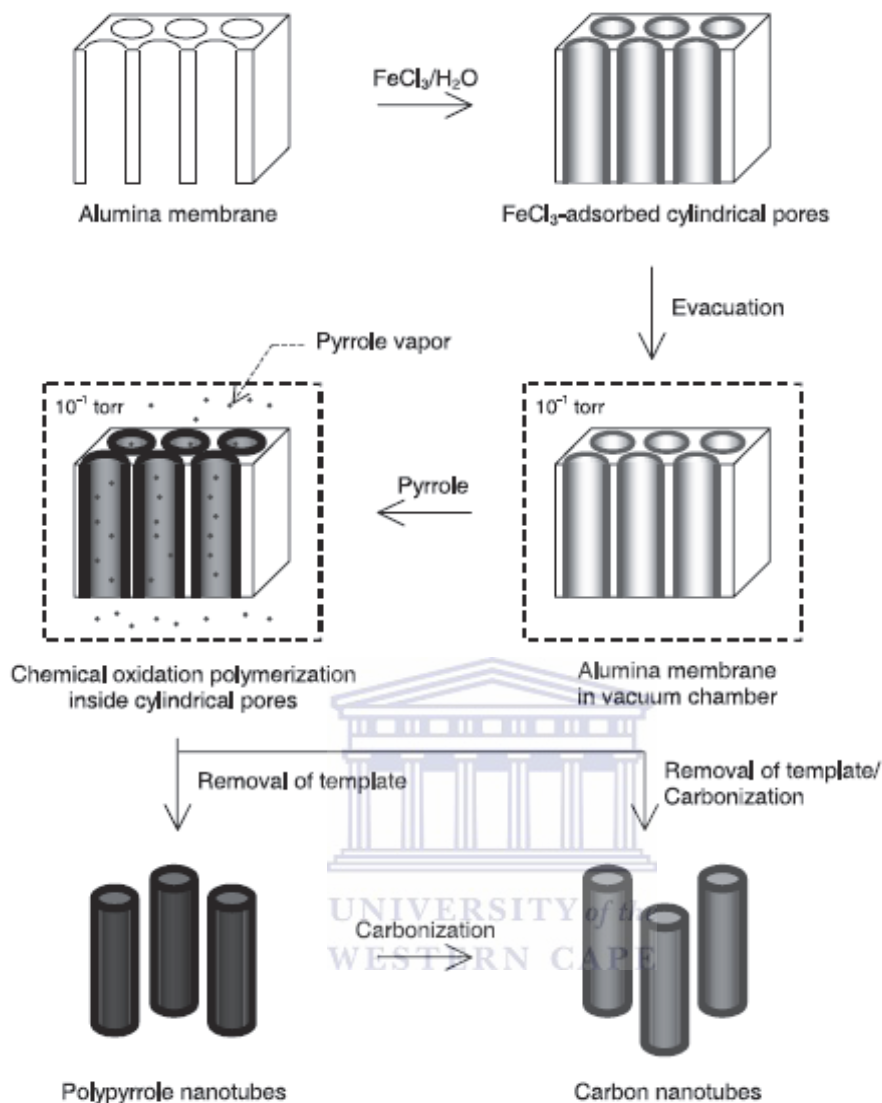 FeCl₃/H₂O
Alumina membrane
FeCl₃-adsorbed cylindrical pores
Evacuation
Pyrrole vapor
10⁻¹ torr
10⁻¹ torr
Pyrrole
Chemical oxidation polymerization
inside cylindrical pores
Alumina membrane
in vacuum chamber
Removal of template
Removal of template/
Carbonization
UNIVERSITY of the
Carbonization
WESTERN CAPE
Polypyrrole nanotubes
Carbon nanotubes